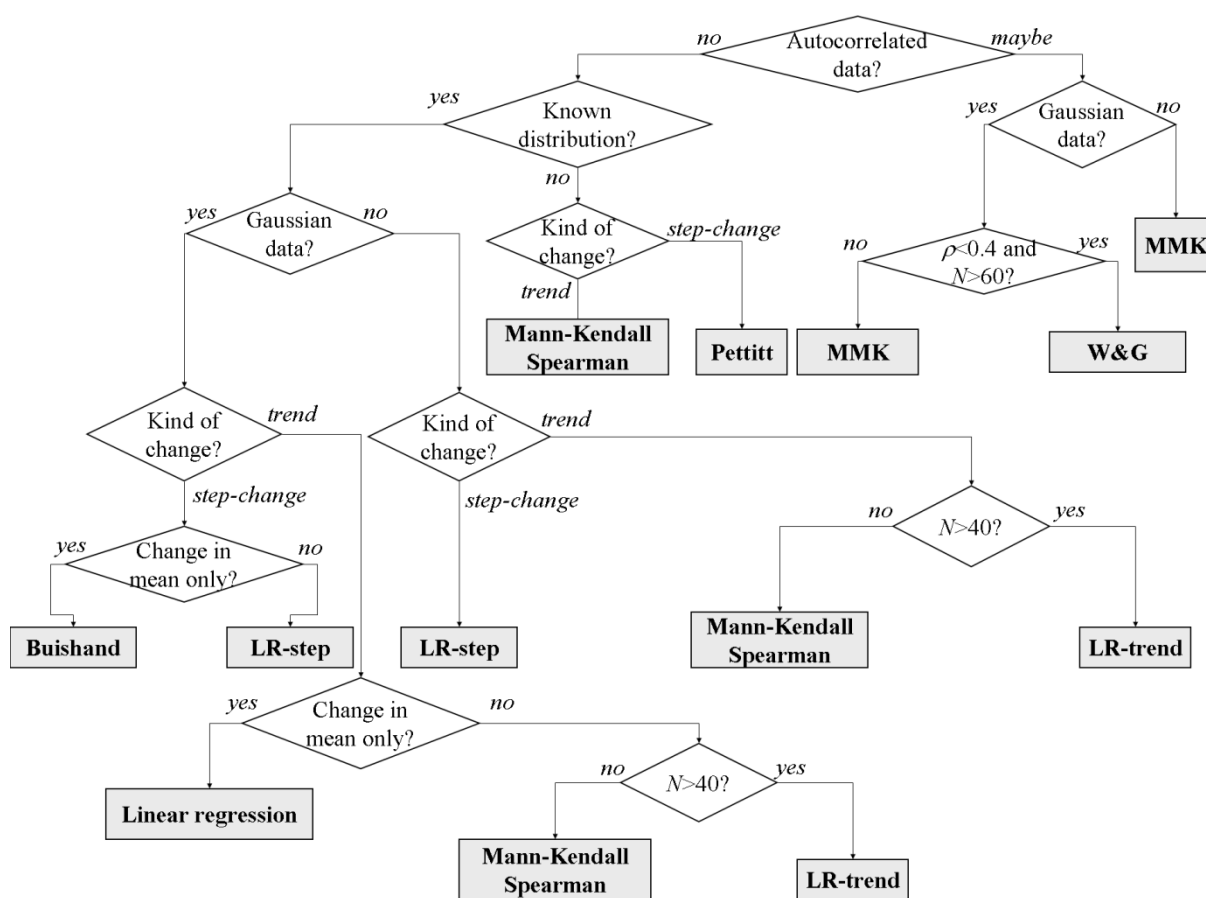 no
Autocorrelated
data?
maybe
yes
Known
distribution?
yes
Gaussian
data?
no
no
yes
Gaussian
data?
no
Kind of
change?
step-change
trend
no
ρ<0.4 and
N>60?
yes
MMK
Mann-Kendall
Spearman
Pettitt
MMK
W&G
Kind of
change?
trend
Kind of
change?
trend
step-change
step-change
yes
Change in
mean only?
no
no
N>40?
yes
Buishand
LR-step
LR-step
Mann-Kendall
Spearman
LR-trend
yes
Change in
mean only?
no
no
N>40?
yes
Linear regression
Mann-Kendall
Spearman
LR-trend